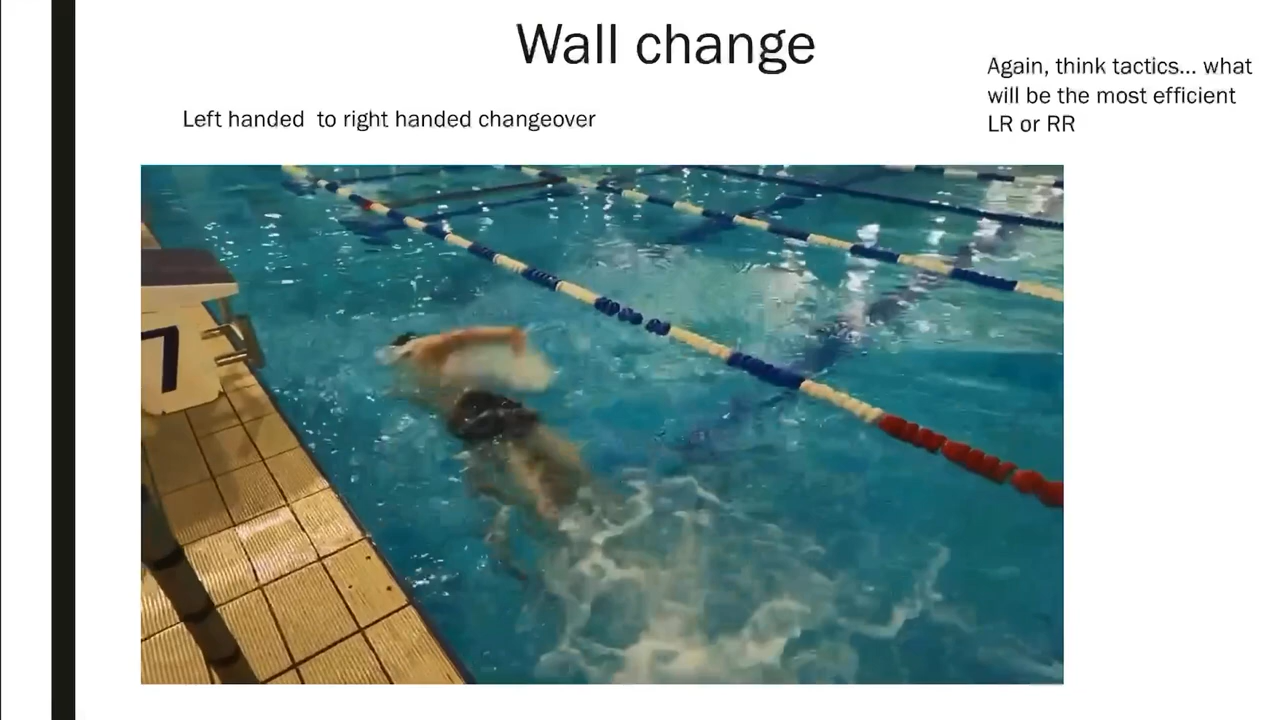 Wall change
Again, think tactics... what
will be the most efficient
LR or RR
Left handed  to right handed changeover
7